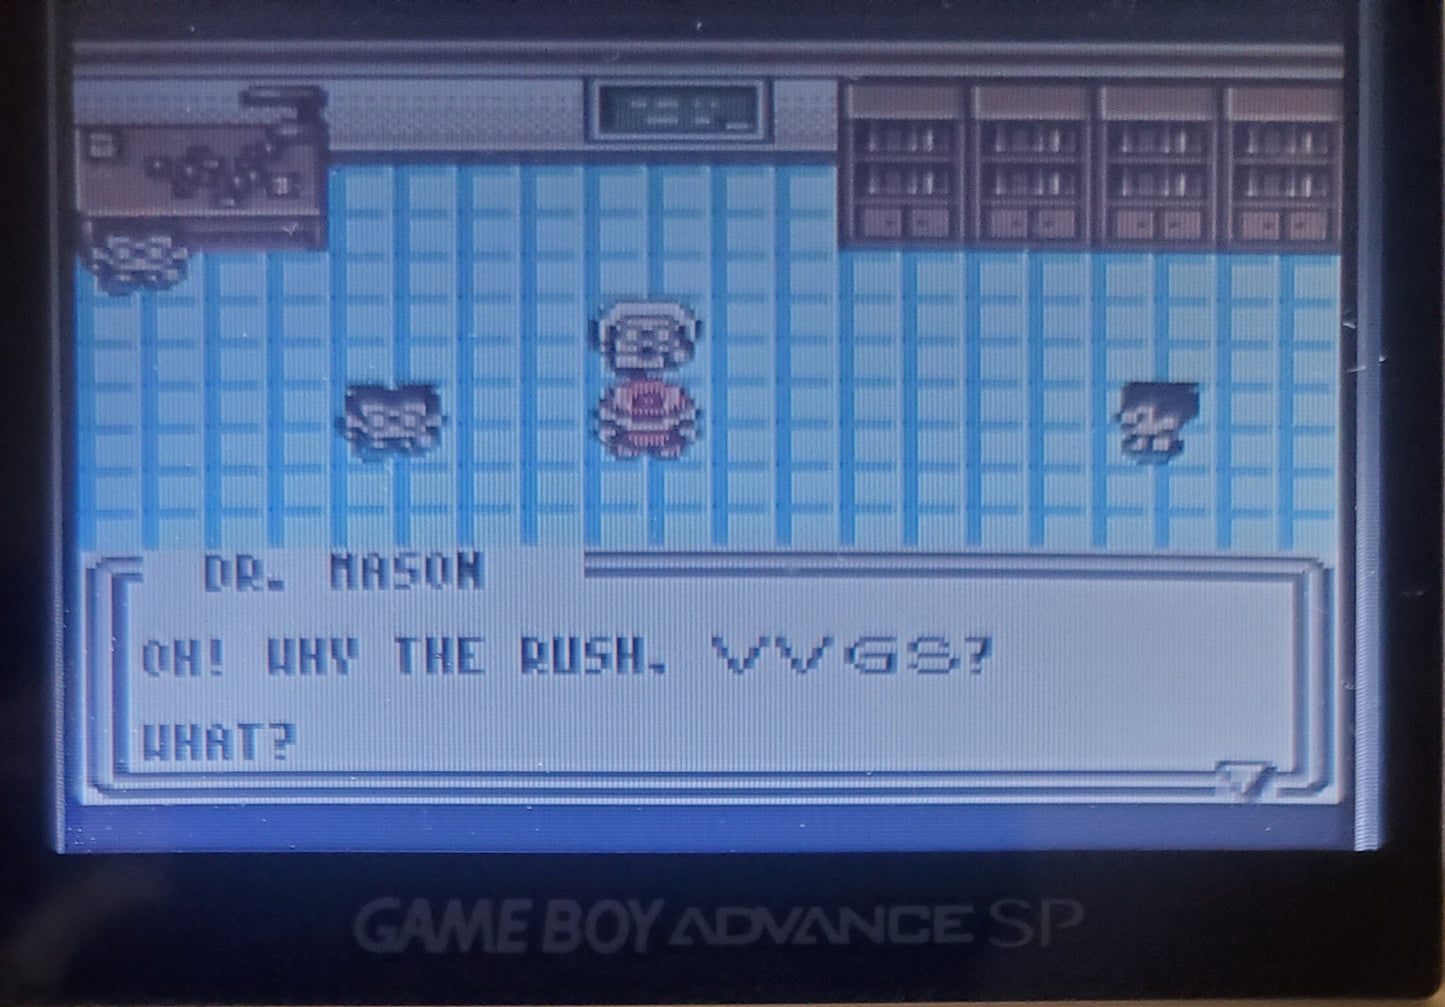 DR. MASON
OH! WHY THE RUSH, VVGS?
WHAT?
GAME BOY ADVANCE SP